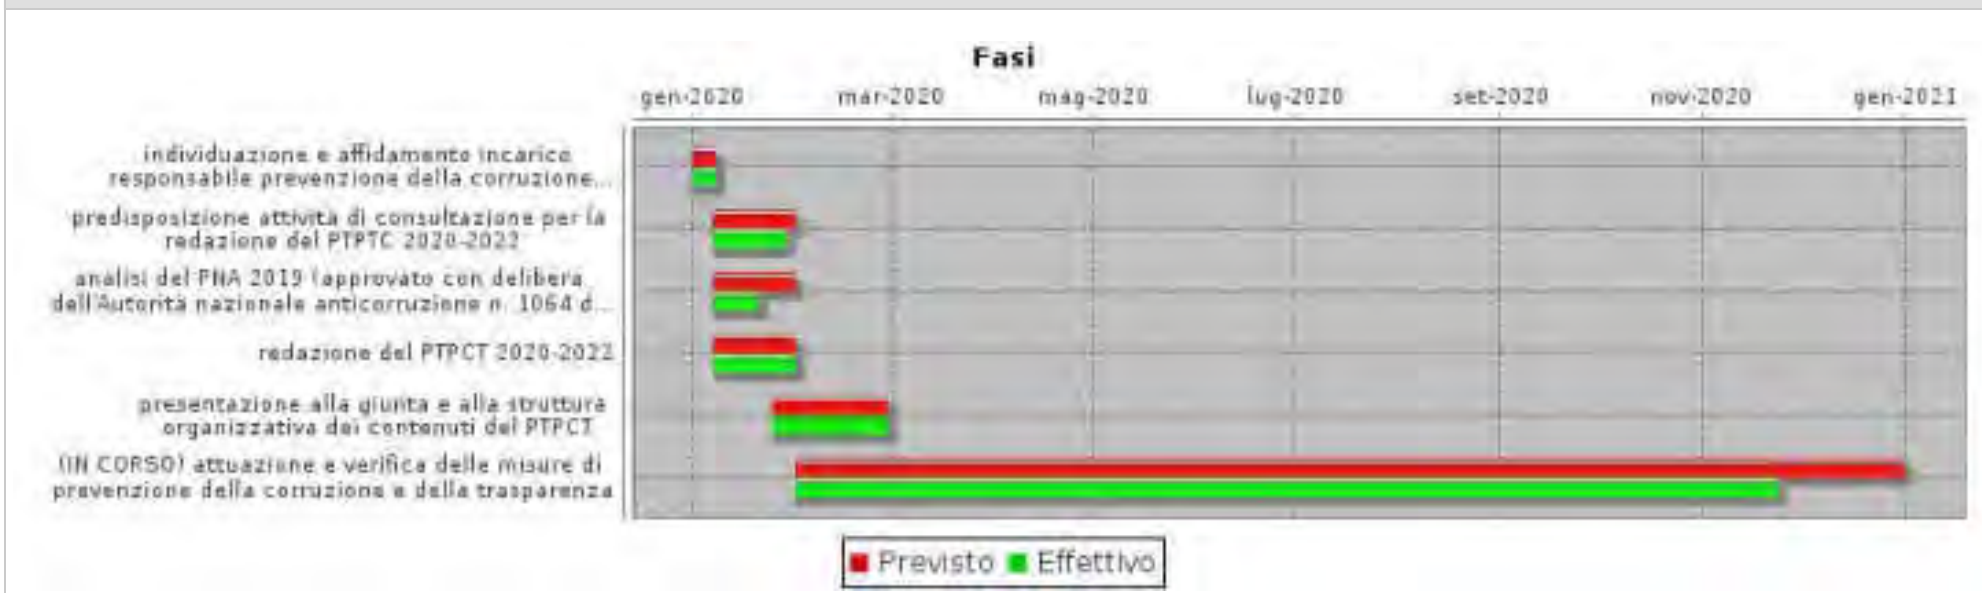 Fasi
gen-2020 mar-2020 mag-2020 lug-2020 set-2020 nov-2020 gen-2021
individuazione e affidamento incarico
responsabile prevenzione della corruzione...
predisposizione attività di consultazione per la
redazione del PTPTC 2020-2022
analisi del PNA 2019 (approvato con delibera
dell'Autorità nazionale anticorruzione n. 1064 d...
redazione del PTPCT 2020-2022
presentazione alla giunta e alla struttura
organizzativa dei contenuti del PTPCT
(IN CORSO) attuazione e verifica delle misure di
prevenzione della corruzione e della trasparenza
Previsto Effettivo